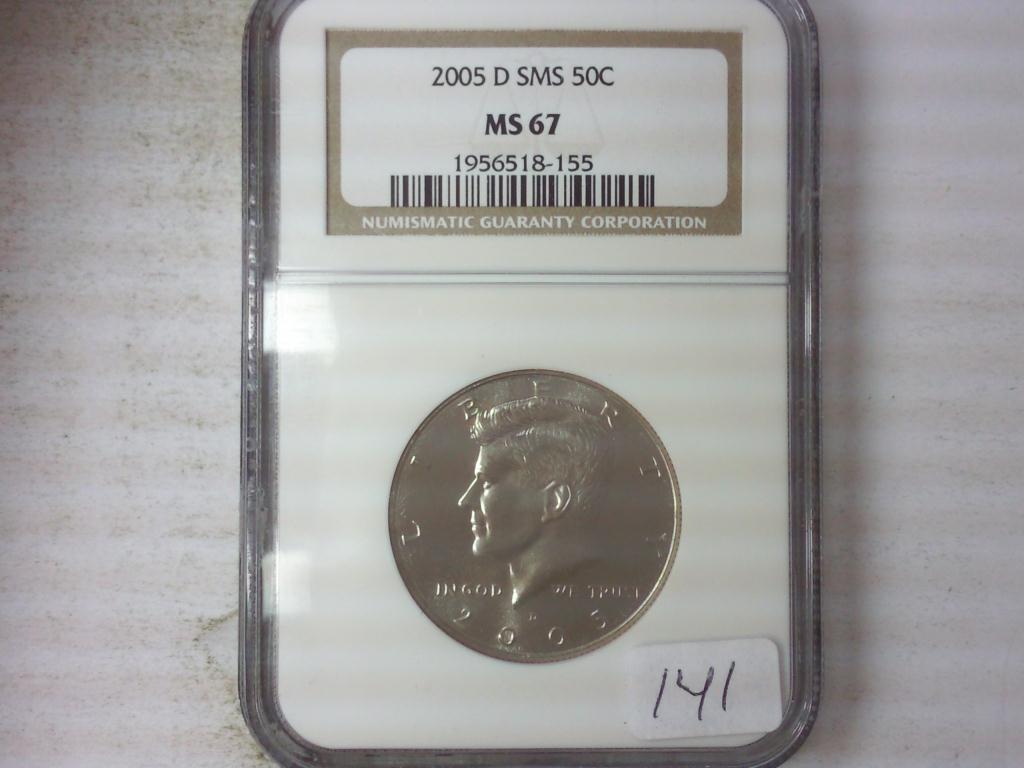 2005 D SMS 50C
MS 67
1956518-155
NUMISMATIC GUARANTY CORPORATION
LIBERTY
IN GOD WE TRUST
D
2005
141